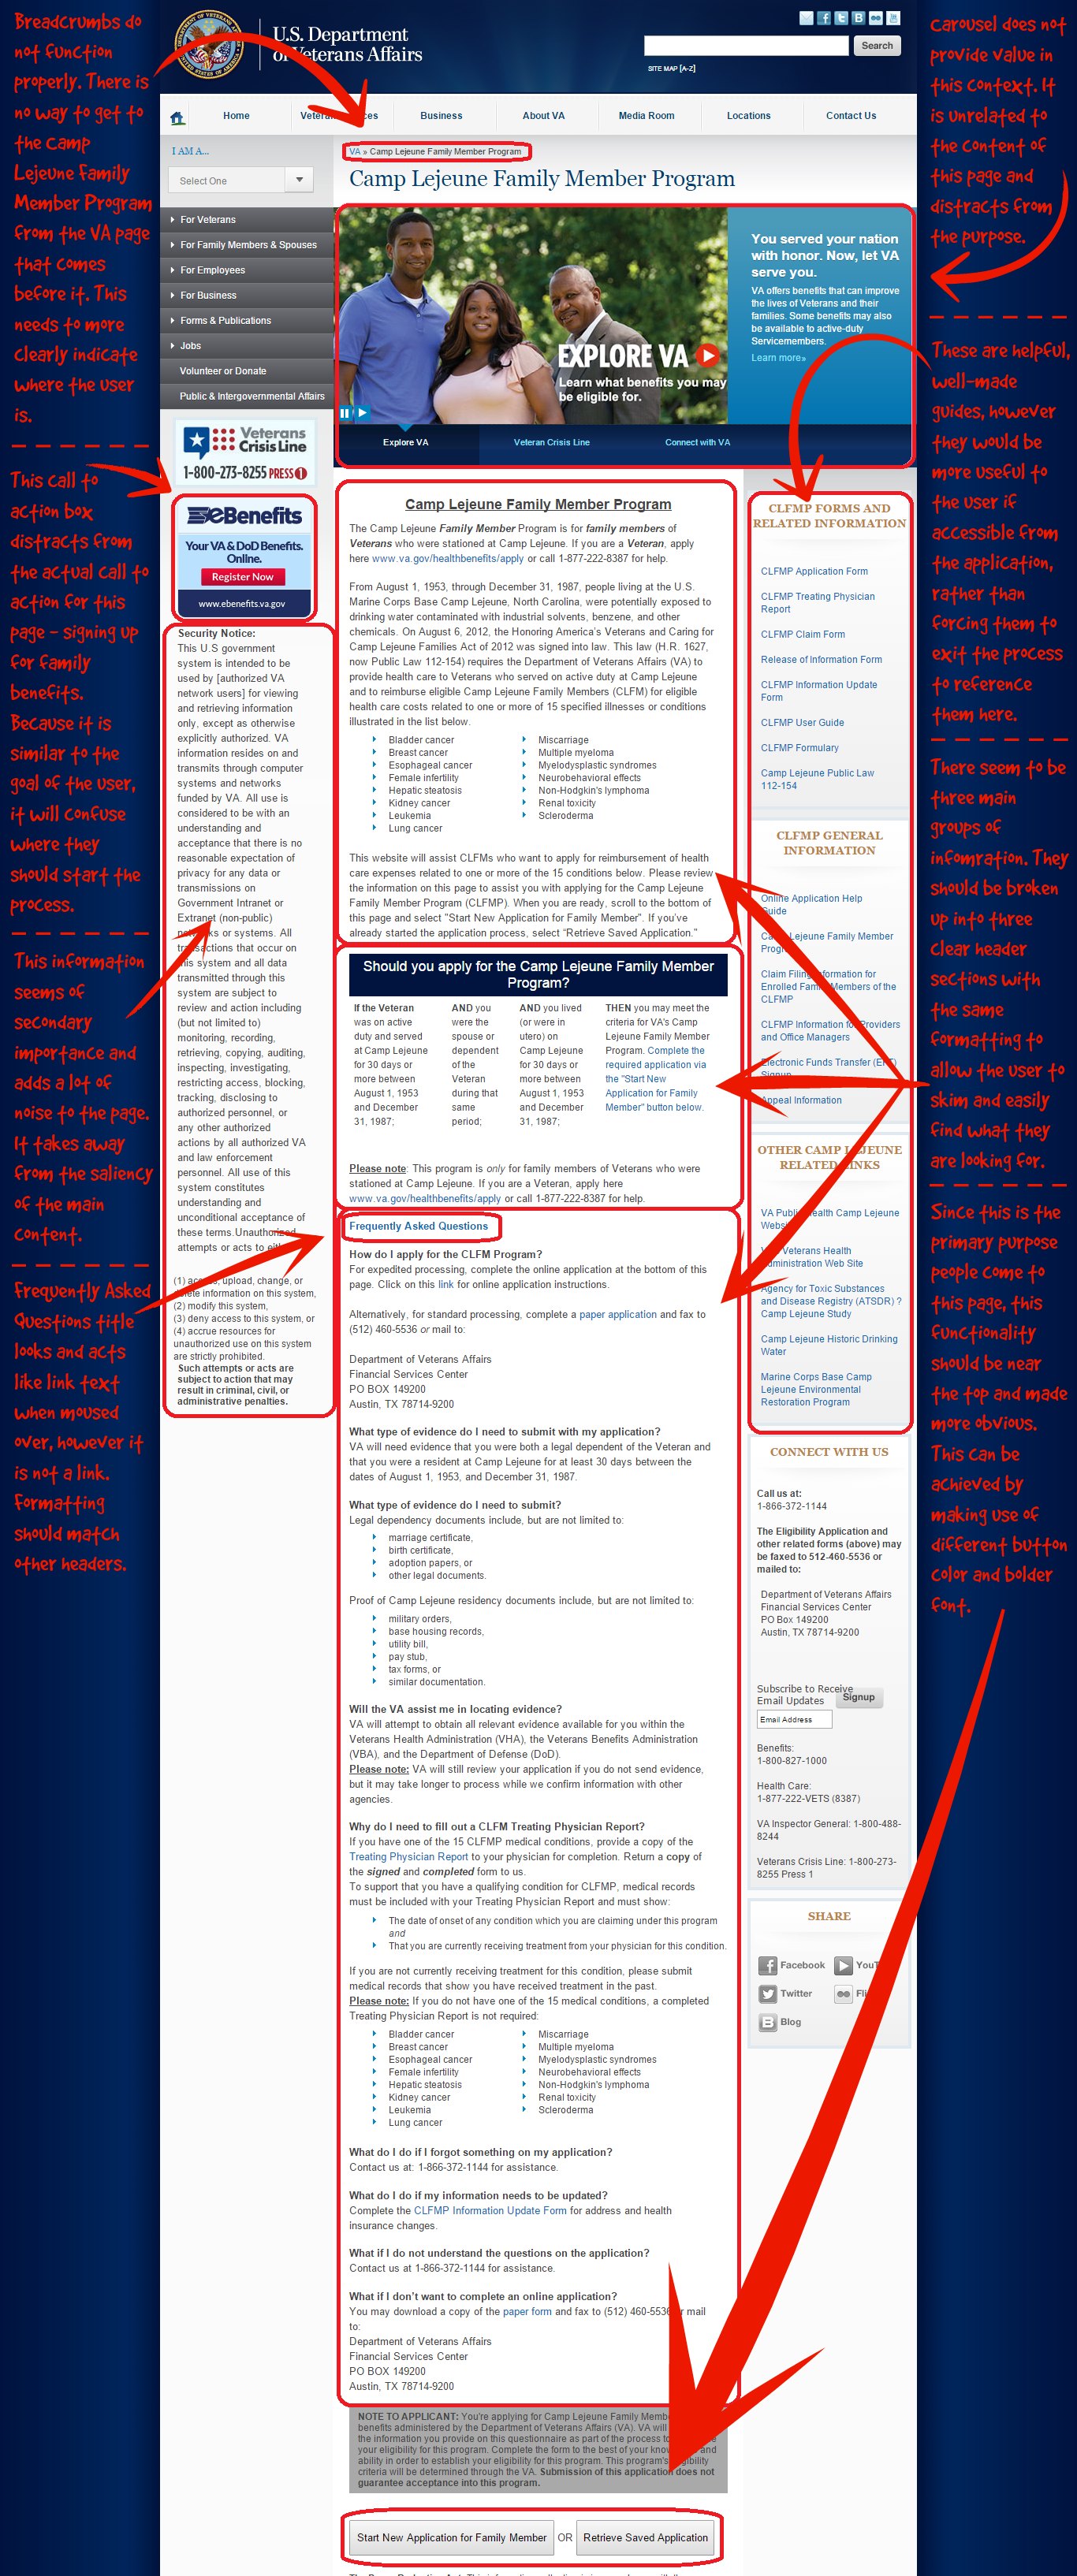 Breadcrumbs do
not function
properly. There is
no way to get to
the Camp
Lejeune Family
Member Program
from the VA page
that comes
before it. This
needs to more
clearly indicate
where the user
is.
This call to
action box
distracts from
the actual call to
action for this
page - signing up
for family
benefits.
Because it is
similar to the
goal of the user,
it will confuse
where they
should start the
process.
This information
seems of
secondary
importance and
adds a lot of
noise to the page.
It takes away
from the saliency
of the main
content.
Frequently Asked
Questions title
looks and acts
like link text
when moused
over, however it
is not a link.
Formatting
should match
other headers.
U.S. Department
of Veterans Affairs
Search
SITE MAP [A-Z]
Home
Business
About VA
Media Room
Locations
Contact Us
I AM A...
Select One
For Veterans
For Family Members & Spouses
For Employees
For Business
Forms & Publications
Jobs
Volunteer or Donate
Public & Intergovernmental Affairs
Veterans
Crisis Line
1-800-273-8255 PRESS 1
eBenefits
Your VA & DoD Benefits.
Online.
Register Now
www.ebenefits.va.gov
Security Notice:
This U.S government
system is intended to be
used by [authorized VA
network users] for viewing
and retrieving information
only, except as otherwise
explicitly authorized. VA
information resides on and
transmits through computer
systems and networks
funded by VA. All use is
considered to be with an
understanding and
acceptance that there is no
reasonable expectation of
privacy for any data or
transmissions on
Government Intranet or
Extranet (non-public)
networks or systems. All
transactions that occur on
this system and all data
transmitted through this
system are subject to
review and action including
(but not limited to)
monitoring, recording,
retrieving, copying, auditing,
inspecting, investigating,
restricting access, blocking,
tracking, disclosing to
authorized personnel, or
any other authorized
actions by all authorized VA
and law enforcement
personnel. All use of this
system constitutes
understanding and
unconditional acceptance of
these terms.Unauthorized
attempts or acts to
(1) access, upload, change, or
delete information on this system,
(2) modify this system,
(3) deny access to this system, or
(4) accrue resources for
unauthorized use on this system
are strictly prohibited.
Such attempts or acts are
subject to action that may
result in criminal, civil, or
administrative penalties.
VA » Camp Lejeune Family Member Program
Camp Lejeune Family Member Program
EXPLORE VA
Learn what benefits you may
be eligible for.
You served your nation
with honor. Now, let VA
serve you.
VA offers benefits that can improve
the lives of Veterans and their
families. Some benefits may also
be available to active-duty
Servicemembers.
Learn more»
Explore VA
Veteran Crisis Line
Connect with VA
Camp Lejeune Family Member Program
The Camp Lejeune Family Member Program is for family members of
Veterans who were stationed at Camp Lejeune. If you are a Veteran, apply
here www.va.gov/healthbenefits/apply or call 1-877-222-8387 for help.
From August 1, 1953, through December 31, 1987, people living at the U.S.
Marine Corps Base Camp Lejeune, North Carolina, were potentially exposed to
drinking water contaminated with industrial solvents, benzene, and other
chemicals. On August 6, 2012, the Honoring America's Veterans and Caring for
Camp Lejeune Families Act of 2012 was signed into law. This law (H.R. 1627,
now Public Law 112-154) requires the Department of Veterans Affairs (VA) to
provide health care to Veterans who served on active duty at Camp Lejeune
and to reimburse eligible Camp Lejeune Family Members (CLFM) for eligible
health care costs related to one or more of 15 specified illnesses or conditions
illustrated in the list below.
Bladder cancer
Breast cancer
Esophageal cancer
Female infertility
Hepatic steatosis
Kidney cancer
Leukemia
Lung cancer
Miscarriage
Multiple myeloma
Myelodysplastic syndromes
Neurobehavioral effects
Non-Hodgkin's lymphoma
Renal toxicity
Scleroderma
This website will assist CLFMs who want to apply for reimbursement of health
care expenses related to one or more of the 15 conditions below. Please review
the information on this page to assist you with applying for the Camp Lejeune
Family Member Program (CLFMP). When you are ready, scroll to the bottom of
this page and select "Start New Application for Family Member". If you've
already started the application process, select "Retrieve Saved Application."
Should you apply for the Camp Lejeune Family Member
Program?
If the Veteran
was on active
duty and served
at Camp Lejeune
for 30 days or
more between
August 1, 1953
and December
31, 1987;
AND you
were the
spouse or
dependent
of the
Veteran
during that
same
period;
AND you lived
(or were in
utero) on
Camp Lejeune
for 30 days or
more between
August 1, 1953
and December
31, 1987;
THEN you may meet the
criteria for VA's Camp
Lejeune Family Member
Program. Complete the
required application via
the "Start New
Application for Family
Member" button below.
Please note: This program is only for family members of Veterans who were
stationed at Camp Lejeune. If you are a Veteran, apply here
www.va.gov/healthbenefits/apply or call 1-877-222-8387 for help.
Frequently Asked Questions
How do I apply for the CLFM Program?
For expedited processing, complete the online application at the bottom of this
page. Click on this link for online application instructions.
Alternatively, for standard processing, complete a paper application and fax to
(512) 460-5536 or mail to:
Department of Veterans Affairs
Financial Services Center
PO BOX 149200
Austin, TX 78714-9200
What type of evidence do I need to submit with my application?
VA will need evidence that you were both a legal dependent of the Veteran and
that you were a resident at Camp Lejeune for at least 30 days between the
dates of August 1, 1953, and December 31, 1987.
What type of evidence do I need to submit?
Legal dependency documents include, but are not limited to:
marriage certificate,
birth certificate,
adoption papers, or
other legal documents.
Proof of Camp Lejeune residency documents include, but are not limited to:
military orders,
base housing records,
utility bill,
pay stub,
tax forms, or
similar documentation.
Will the VA assist me in locating evidence?
VA will attempt to obtain all relevant evidence available for you within the
Veterans Health Administration (VHA), the Veterans Benefits Administration
(VBA), and the Department of Defense (DoD).
Please note: VA will still review your application if you do not send evidence,
but it may take longer to process while we confirm information with other
agencies.
Why do I need to fill out a CLFM Treating Physician Report?
If you have one of the 15 CLFMP medical conditions, provide a copy of the
Treating Physician Report to your physician for completion. Return a copy of
the signed and completed form to us.
To support that you have a qualifying condition for CLFMP, medical records
must be included with your Treating Physician Report and must show:
The date of onset of any condition which you are claiming under this program
and
That you are currently receiving treatment from your physician for this condition.
If you are not currently receiving treatment for this condition, please submit
medical records that show you have received treatment in the past.
Please note: If you do not have one of the 15 medical conditions, a completed
Treating Physician Report is not required:
Bladder cancer
Breast cancer
Esophageal cancer
Female infertility
Hepatic steatosis
Kidney cancer
Leukemia
Lung cancer
Miscarriage
Multiple myeloma
Myelodysplastic syndromes
Neurobehavioral effects
Non-Hodgkin's lymphoma
Renal toxicity
Scleroderma
What do I do if I forgot something on my application?
Contact us at: 1-866-372-1144 for assistance.
What do I do if my information needs to be updated?
Complete the CLFMP Information Update Form for address and health
insurance changes.
What if I do not understand the questions on the application?
Contact us at 1-866-372-1144 for assistance.
What if I don't want to complete an online application?
You may download a copy of the paper form and fax to (512) 460-5536 or mail
to:
Department of Veterans Affairs
Financial Services Center
PO BOX 149200
Austin, TX 78714-9200
NOTE TO APPLICANT: You're applying for Camp Lejeune Family
benefits administered by the Department of Veterans Affairs (VA). VA will
the information you provide on this questionnaire as part of the process to
your eligibility for this program. Complete the form to the best of your and
ability in order to establish your eligibility for this program. This program's eligibility
criteria will be determined through the VA. Submission of this application does not
guarantee acceptance into this program.
Start New Application for Family Member OR Retrieve Saved Application
CLFMP FORMS AND
RELATED INFORMATION
CLFMP Application Form
CLFMP Treating Physician
Report
CLFMP Claim Form
Release of Information Form
CLFMP Information Update
Form
CLFMP User Guide
CLFMP Formulary
Camp Lejeune Public Law
112-154
CLFMP GENERAL
INFORMATION
Online Application Help
Guide
Camp Lejeune Family Member
Program
Claim Filing Information for
Enrolled Family Members of the
CLFMP
CLFMP Information for Providers
and Office Managers
Electronic Funds Transfer (EFT)
Signup
Appeal Information
OTHER CAMP LEJEUNE
RELATED LINKS
VA Public Health Camp Lejeune
Website
Veterans Health
Administration Web Site
Agency for Toxic Substances
and Disease Registry (ATSDR) ?
Camp Lejeune Study
Camp Lejeune Historic Drinking
Water
Marine Corps Base Camp
Lejeune Environmental
Restoration Program
CONNECT WITH US
Call us at:
1-866-372-1144
The Eligibility Application and
other related forms (above) may
be faxed to 512-460-5536 or
mailed to:
Department of Veterans Affairs
Financial Services Center
PO Box 149200
Austin, TX 78714-9200
Subscribe to Receive
Email Updates
Signup
Email Address
Benefits:
1-800-827-1000
Health Care:
1-877-222-VETS (8387)
VA Inspector General: 1-800-488-
8244
Veterans Crisis Line: 1-800-273-
8255 Press 1
SHARE
Facebook
Twitter
Blog
Carousel does not
provide value in
this context. It
is unrelated to
the content of
this page and
distracts from
the purpose.
These are helpful,
well-made
guides, however
they would be
more useful to
the user if
accessible from
the application,
rather than
forcing them to
exit the process
to reference
them here.
There seem to be
three main
groups of
infomration. They
should be broken
up into three
clear header
sections with
the same
formatting to
allow the user to
skim and easily
find what they
are looking for.
Since this is the
primary purpose
people come to
this page, this
functionality
should be near
the top and made
more obvious.
This can be
achieved by
making use of
different button
color and bolder
font.